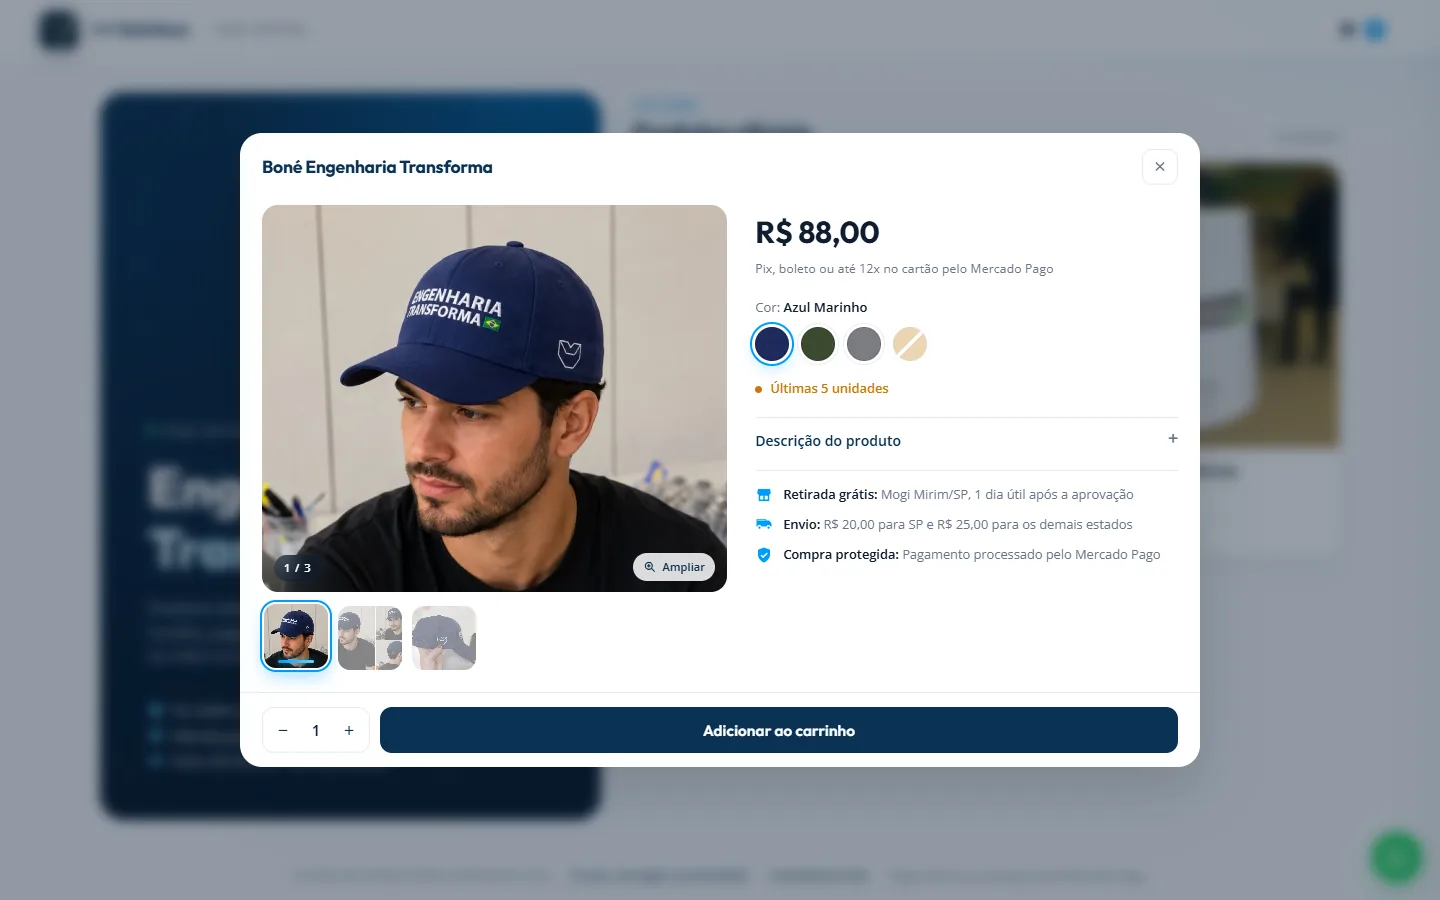 Boné Engenharia Transforma
ENGENHARIA
TRANSFORMA
1 / 3
Ampliar
R$ 88,00
Pix, boleto ou até 12x no cartão pelo Mercado Pago
Cor: Azul Marinho
Últimas 5 unidades
Descrição do produto
+
Retirada grátis: Mogi Mirim/SP, 1 dia útil após a aprovação
Envio: R$ 20,00 para SP e R$ 25,00 para os demais estados
Compra protegida: Pagamento processado pelo Mercado Pago
− 1 +
Adicionar ao carrinho
Eng
Tra